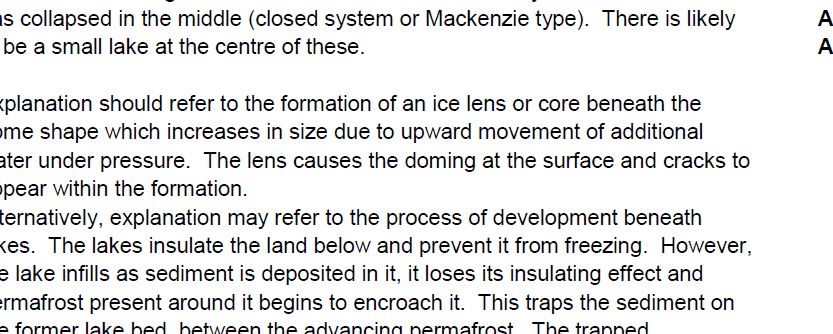 as collapsed in the middle (closed system or Mackenzie type).  There is likely A
be a small lake at the centre of these. A
xplanation should refer to the formation of an ice lens or core beneath the
ome shape which increases in size due to upward movement of additional
ater under pressure.  The lens causes the doming at the surface and cracks to
ppear within the formation.
ternatively, explanation may refer to the process of development beneath
kes.  The lakes insulate the land below and prevent it from freezing.  However,
e lake infills as sediment is deposited in it, it loses its insulating effect and
ermafrost present around it begins to encroach it.  This traps the sediment on
e former lake bed, between the advancing permafrost.  The trapped